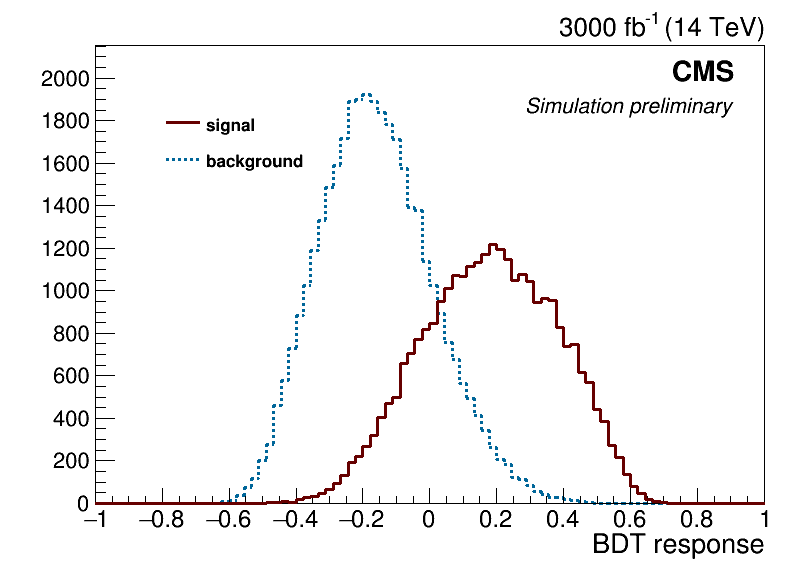 3000 fb⁻¹ (14 TeV)
CMS
Simulation preliminary
signal
background
2000
1800
1600
1400
1200
1000
800
600
400
200
0
−1 −0.8 −0.6 −0.4 −0.2 0 0.2 0.4 0.6 0.8 1
BDT response